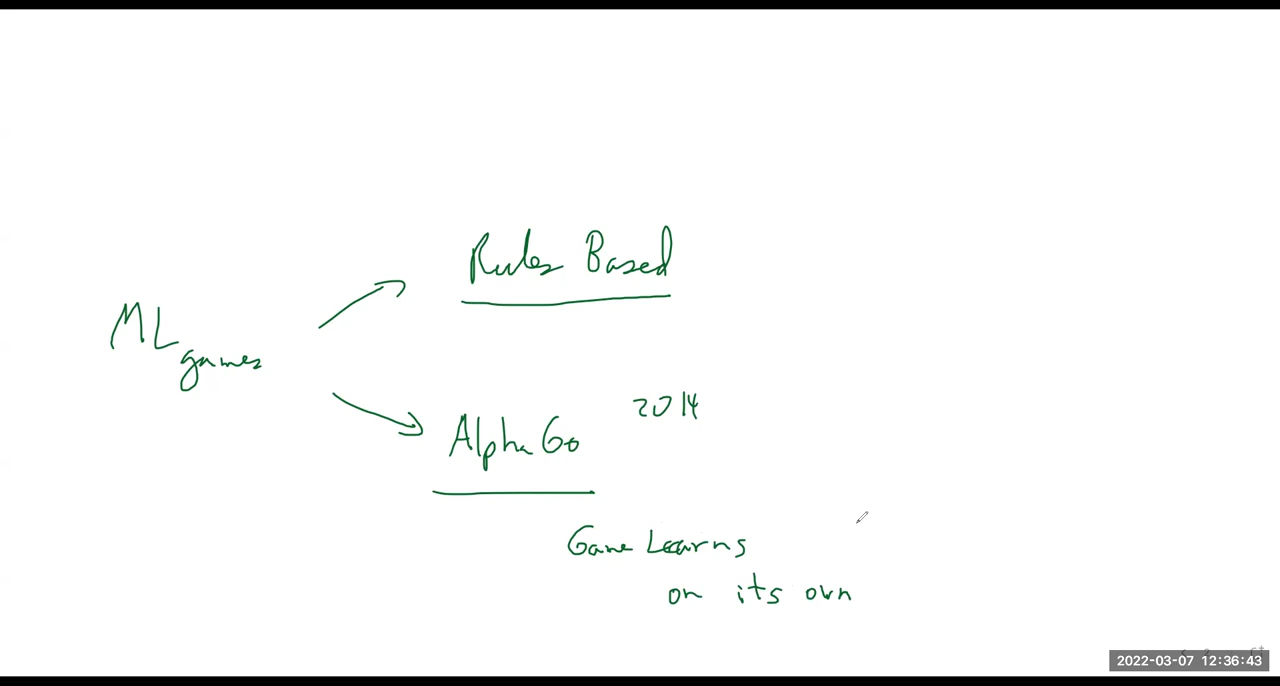 Rules Based
ML games
2014
AlphaGo
Game Learns
on its own
2022-03-07 12:36:43